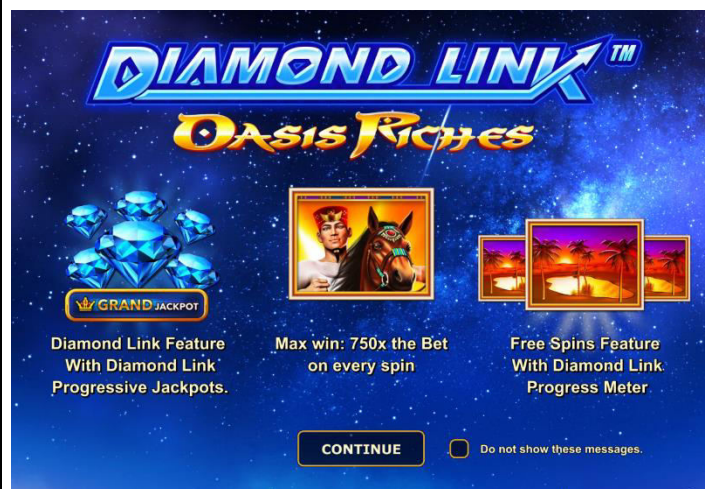 DIAMOND LINK™
OASIS RICHES
GRAND JACKPOT
Diamond Link Feature
With Diamond Link
Progressive Jackpots.
Max win: 750x the Bet
on every spin
Free Spins Feature
With Diamond Link
Progress Meter
CONTINUE
Do not show these messages.